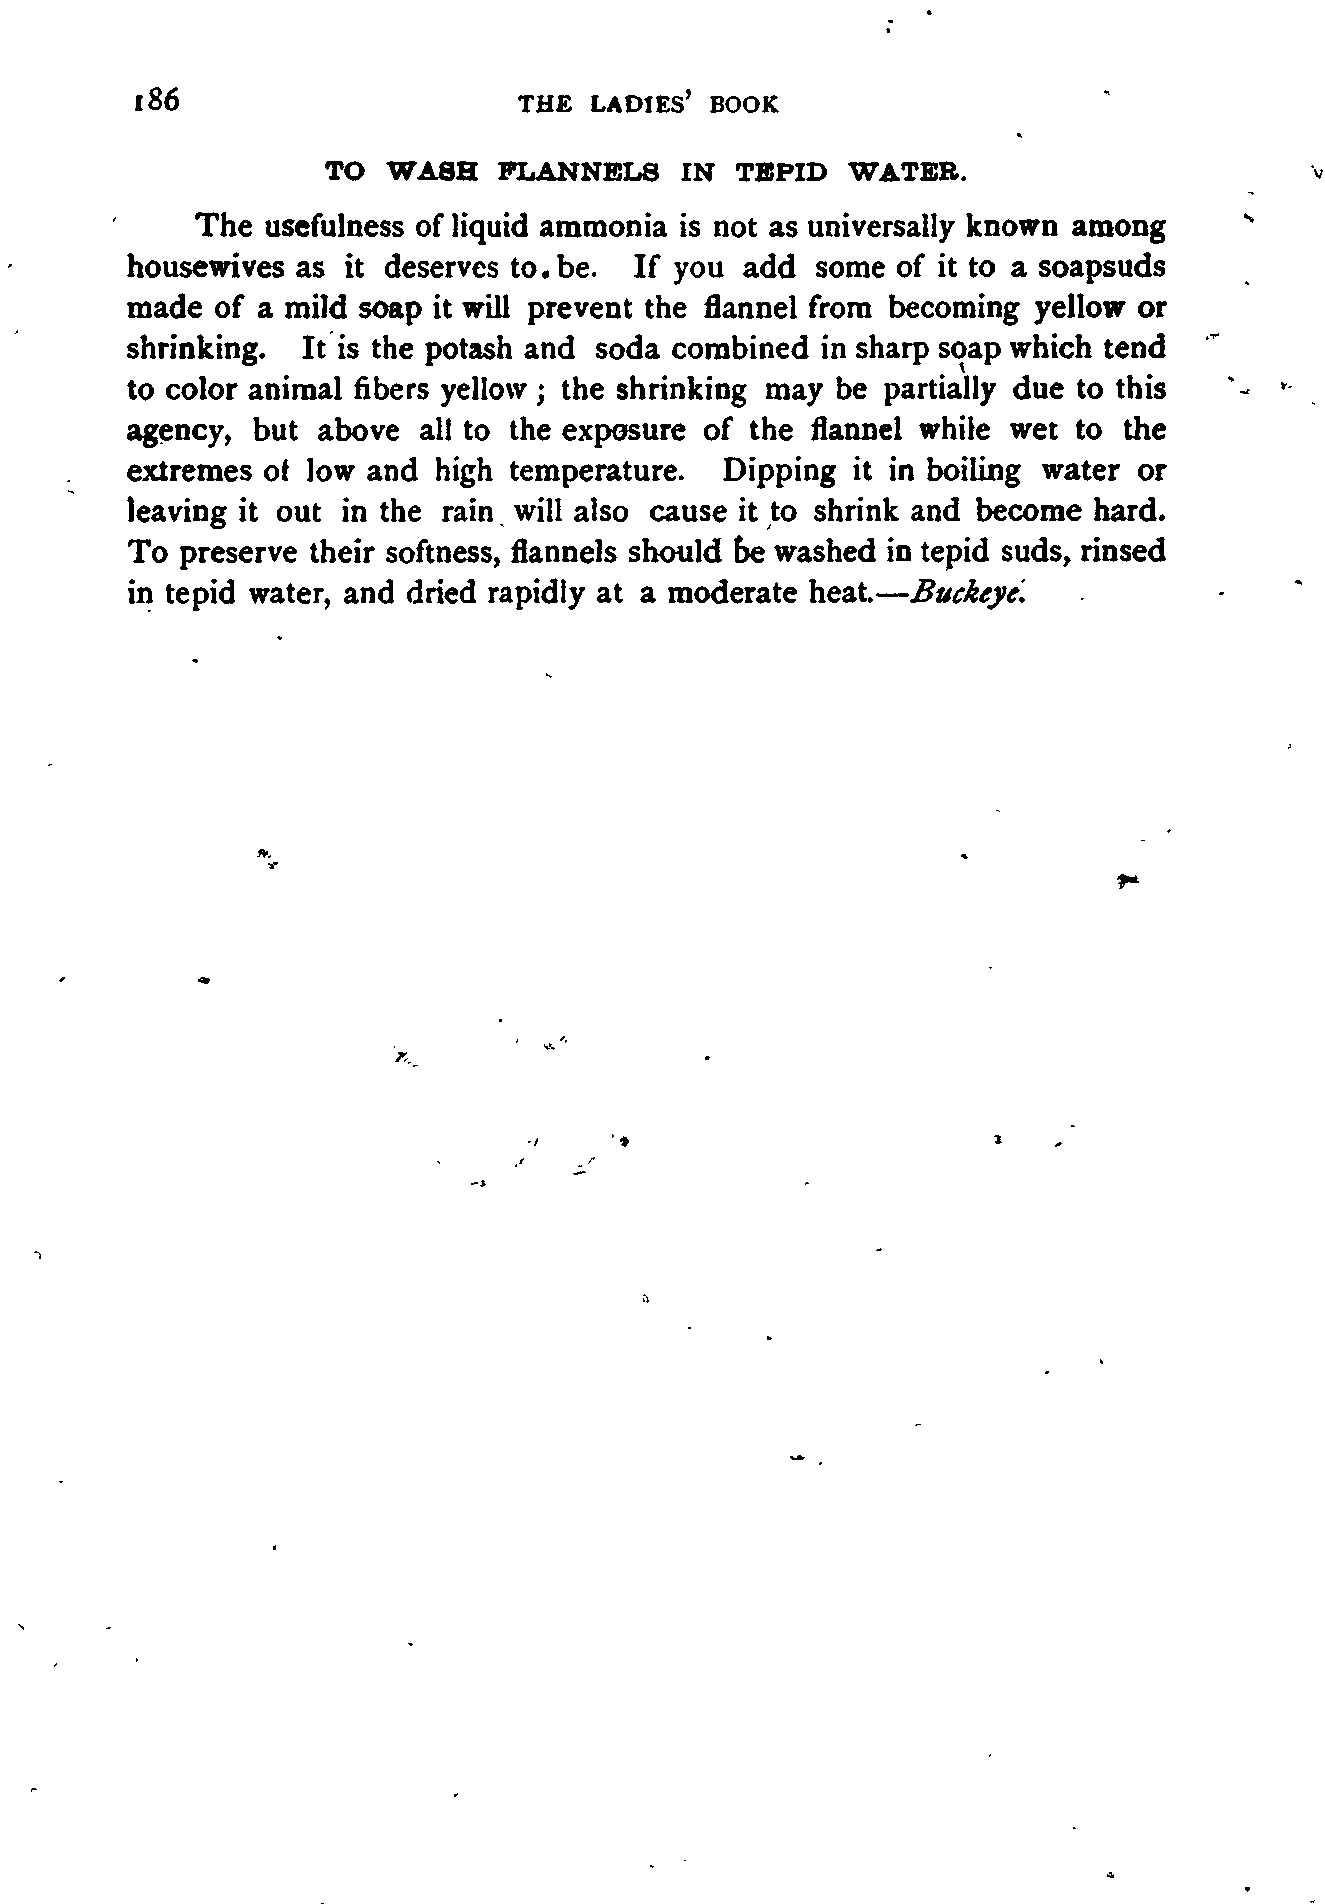 186 THE LADIES' BOOK
TO WASH FLANNELS IN TEPID WATER.
The usefulness of liquid ammonia is not as universally known among
housewives as it deserves to be. If you add some of it to a soapsuds
made of a mild soap it will prevent the flannel from becoming yellow or
shrinking. It is the potash and soda combined in sharp soap which tend
to color animal fibers yellow ; the shrinking may be partially due to this
agency, but above all to the exposure of the flannel while wet to the
extremes of low and high temperature. Dipping it in boiling water or
leaving it out in the rain will also cause it to shrink and become hard.
To preserve their softness, flannels should be washed in tepid suds, rinsed
in tepid water, and dried rapidly at a moderate heat.—Buckeye.